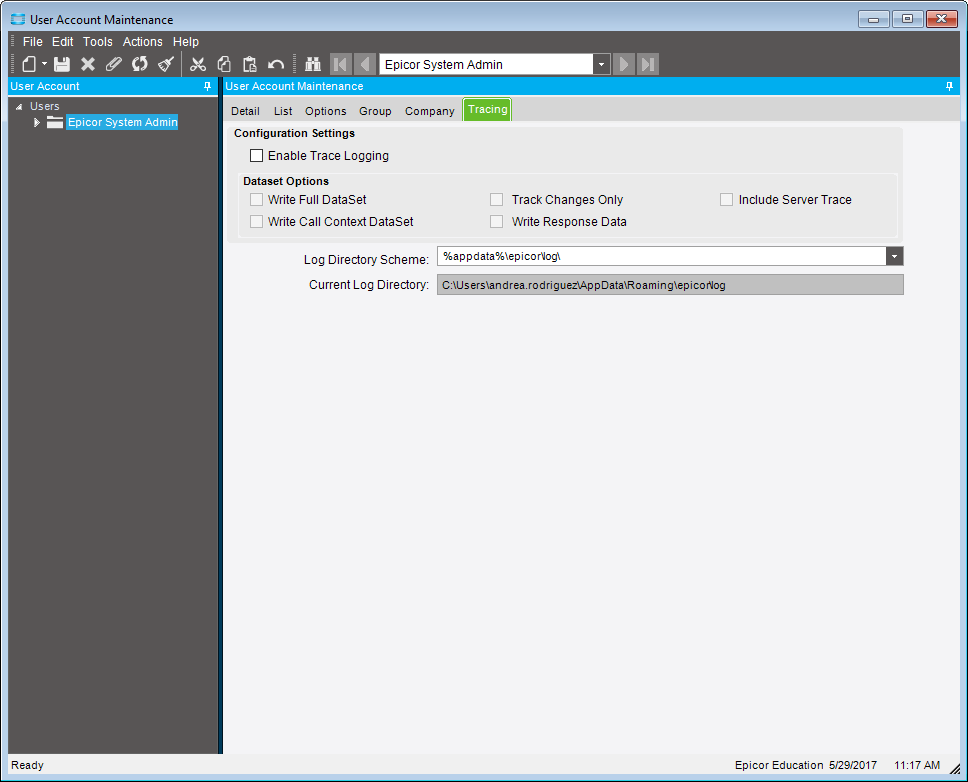 User Account Maintenance
File Edit Tools Actions Help
Epicor System Admin
User Account
User Account Maintenance
Users
Epicor System Admin
Detail List Options Group Company Tracing
Configuration Settings
Enable Trace Logging
Dataset Options
Write Full DataSet Track Changes Only Include Server Trace
Write Call Context DataSet Write Response Data
Log Directory Scheme: %appdata%\epicor\log\
Current Log Directory: C:\Users\andrea.rodriguez\AppData\Roaming\epicor\log
Ready Epicor Education 5/29/2017 11:17 AM